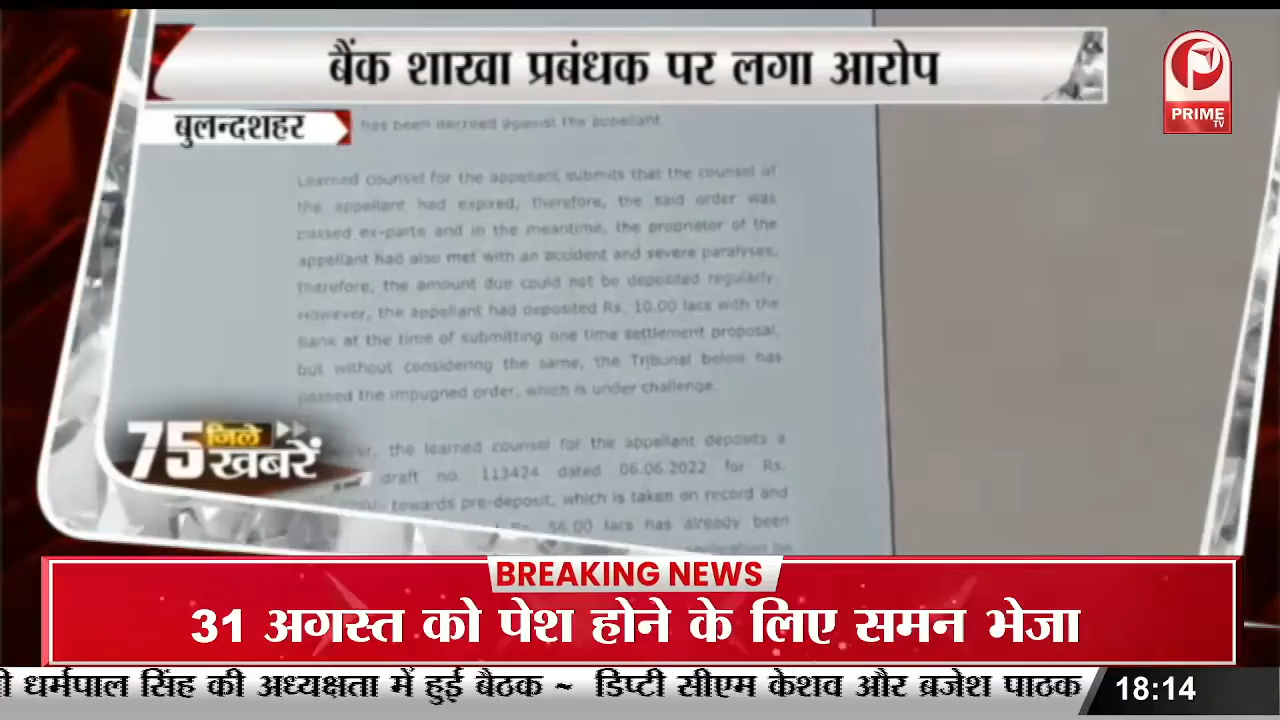 बैंक शाखा प्रबंधक पर लगा आरोप
PRIME
TV
बुलन्दशहर
has been decreed against the appellant.
Learned counsel for the appellant submits that the counsel of
the appellant had expired, therefore, the said order was
passed ex-parte and in the meantime, the proprietor of the
appellant had also met with an accident and severe paralyses,
therefore, the amount due could not be deposited regularly.
However, the appellant had deposited Rs. 10.00 lacs with the
Bank at the time of submitting one time settlement proposal,
but without considering the same, the Tribunal below has
passed the impugned order, which is under challenge.
the learned counsel for the appellant deposits a
draft no. 113424 dated 06.06.2022 for Rs.
towards pre-deposit, which is taken on record and
Rs. 56.00 lacs has already been
75 जिले खबरें
BREAKING NEWS
31 अगस्त को पेश होने के लिए समन भेजा
ी धर्मपाल सिंह की अध्यक्षता में हुई बैठक ~ डिप्टी सीएम केशव और ब्रजेश पाठक
18:14